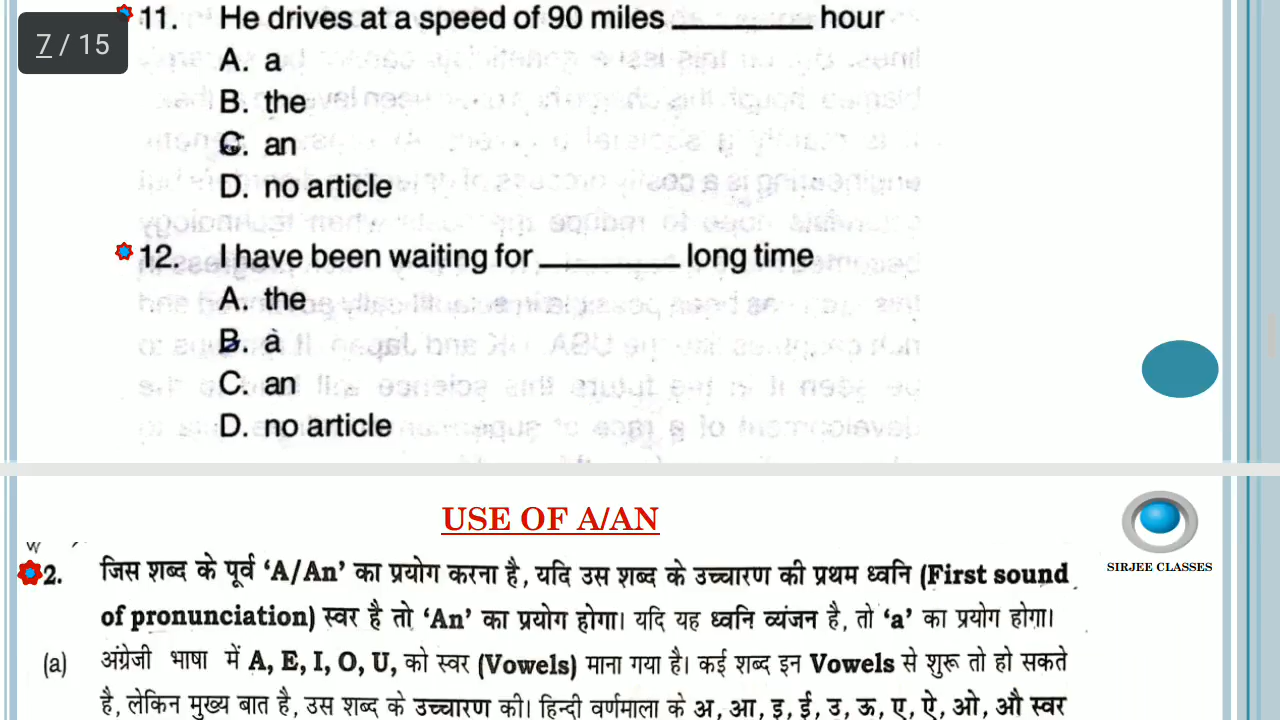 7 / 15
11. He drives at a speed of 90 miles __________ hour
A. a
B. the
C. an
D. no article
12. I have been waiting for __________ long time
A. the
B. a
C. an
D. no article
USE OF A/AN
SIRJEE CLASSES
2. जिस शब्द के पूर्व ‘A/An’ का प्रयोग करना है, यदि उस शब्द के उच्चारण की प्रथम ध्वनि (First sound
of pronunciation) स्वर है तो ‘An’ का प्रयोग होगा। यदि यह ध्वनि व्यंजन है, तो ‘a’ का प्रयोग होगा।
(a) अंग्रेजी भाषा में A, E, I, O, U, को स्वर (Vowels) माना गया है। कई शब्द इन Vowels से शुरू तो हो सकते
है, लेकिन मुख्य बात है, उस शब्द के उच्चारण की। हिन्दी वर्णमाला के अ, आ, इ, ई, उ, ऊ, ए, ऐ, ओ, औ स्वर